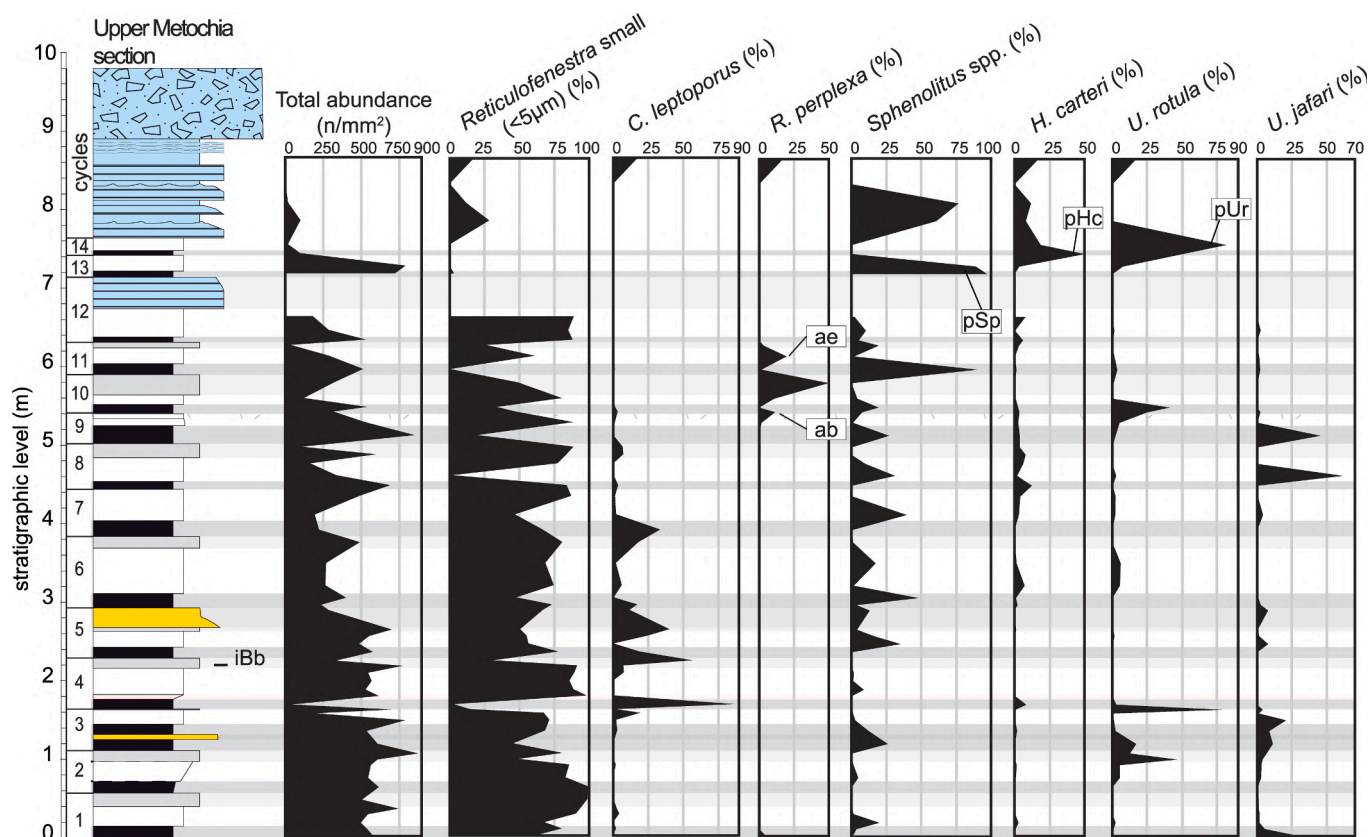 Upper Metochia
section
cycles
stratigraphic level (m)
10
9
8
7
6
5
4
3
2
1
0
14
13
12
11
10
9
8
7
6
5
4
3
2
1
iBb
Total abundance
(n/mm²)
0 250 500 75 900
Reticulofenestra small
(<5μm) (%)
0 25 50 75 100
C. leptoporus (%)
0 25 50 75 90
R. perplexa (%)
0 50
Sphenolitus spp. (%)
0 25 50 75 100
H. carteri (%)
0 50
U. rotula (%)
0 25 50 75 90
U. jafari (%)
0 25 50 70
pHc
pUr
pSp
ae
ab